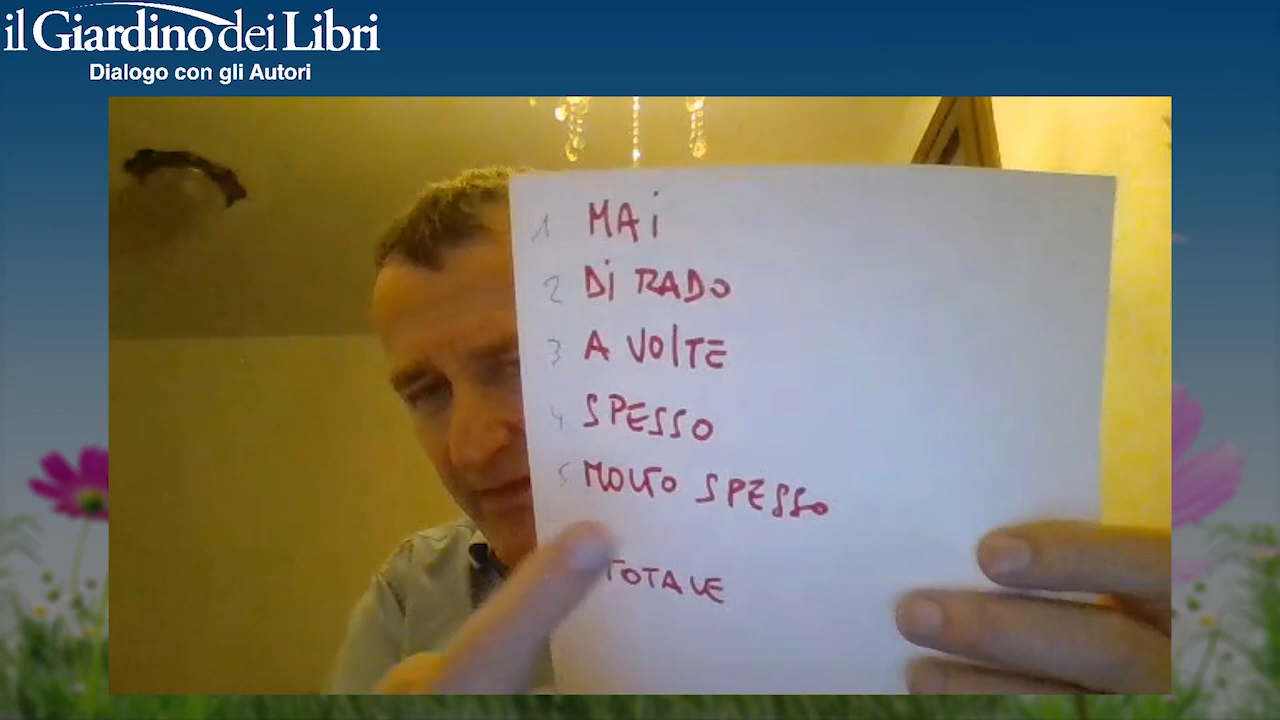 il Giardino dei Libri
Dialogo con gli Autori
1 MAi
2 Di RADO
3 A VOlTE
4 SPESSO
5 MOLTO SPESSO
TOTALE